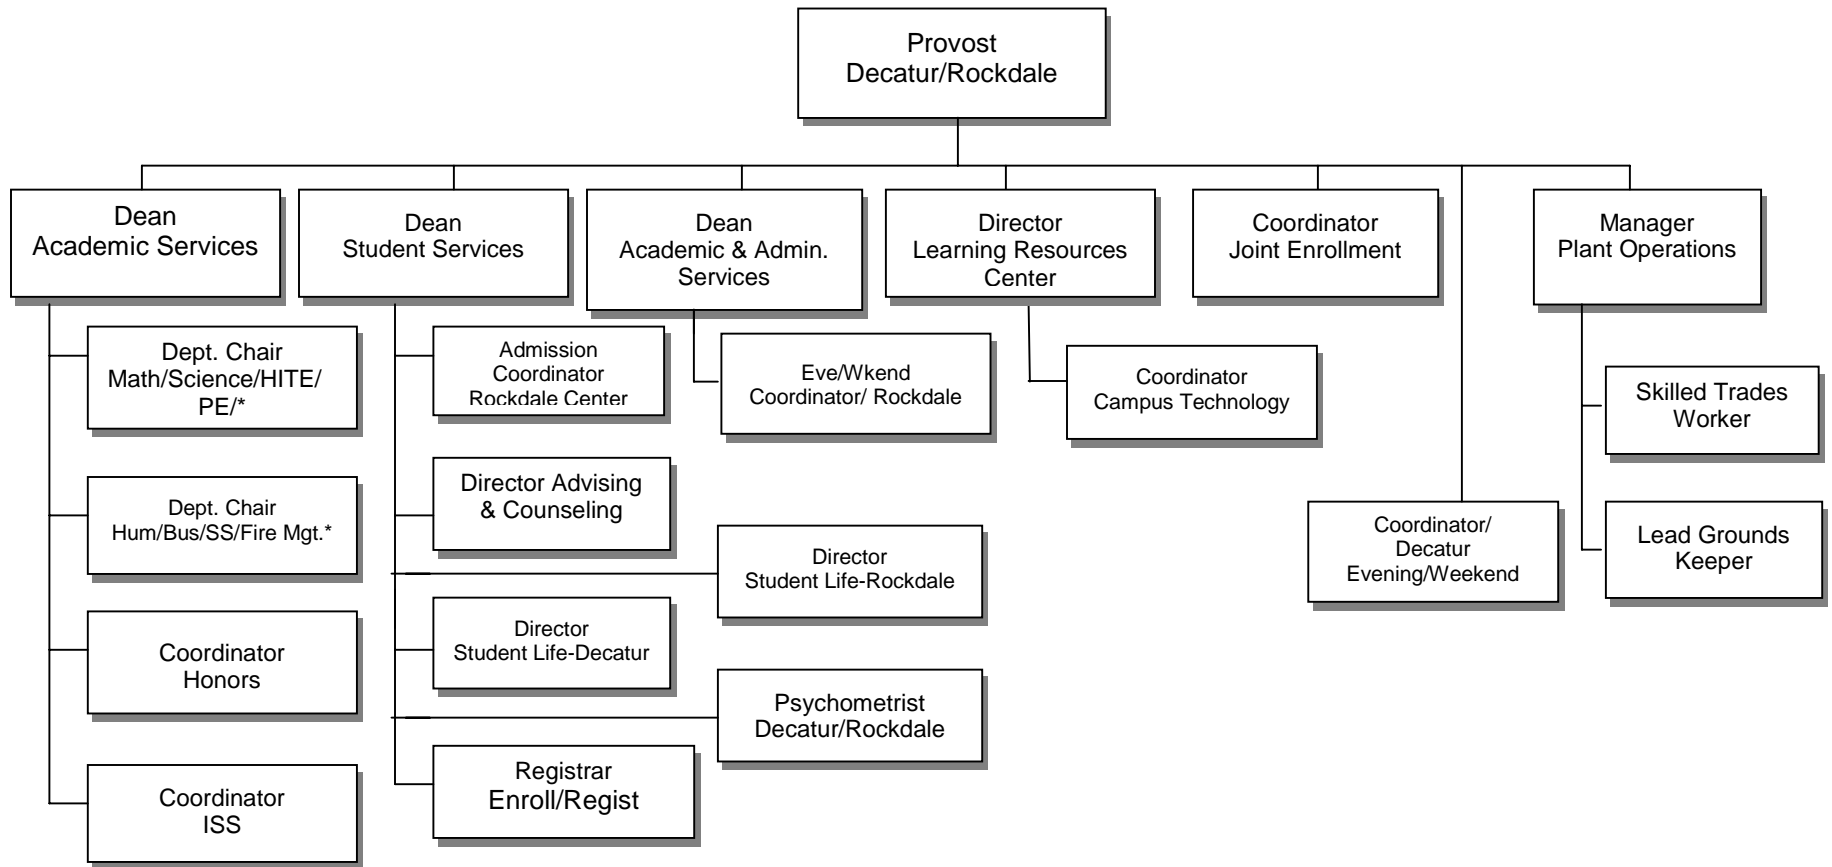 Provost
Decatur/Rockdale
Dean
Academic Services
Dean
Student Services
Dean
Academic & Admin.
Services
Director
Learning Resources
Center
Coordinator
Joint Enrollment
Manager
Plant Operations
Dept. Chair
Math/Science/HITE/
PE/*
Admission
Coordinator
Rockdale Center
Eve/Wkend
Coordinator/ Rockdale
Coordinator
Campus Technology
Skilled Trades
Worker
Dept. Chair
Hum/Bus/SS/Fire Mgt.*
Director Advising
& Counseling
Director
Student Life-Rockdale
Coordinator/
Decatur
Evening/Weekend
Lead Grounds
Keeper
Coordinator
Honors
Director
Student Life-Decatur
Psychometrist
Decatur/Rockdale
Coordinator
ISS
Registrar
Enroll/Regist